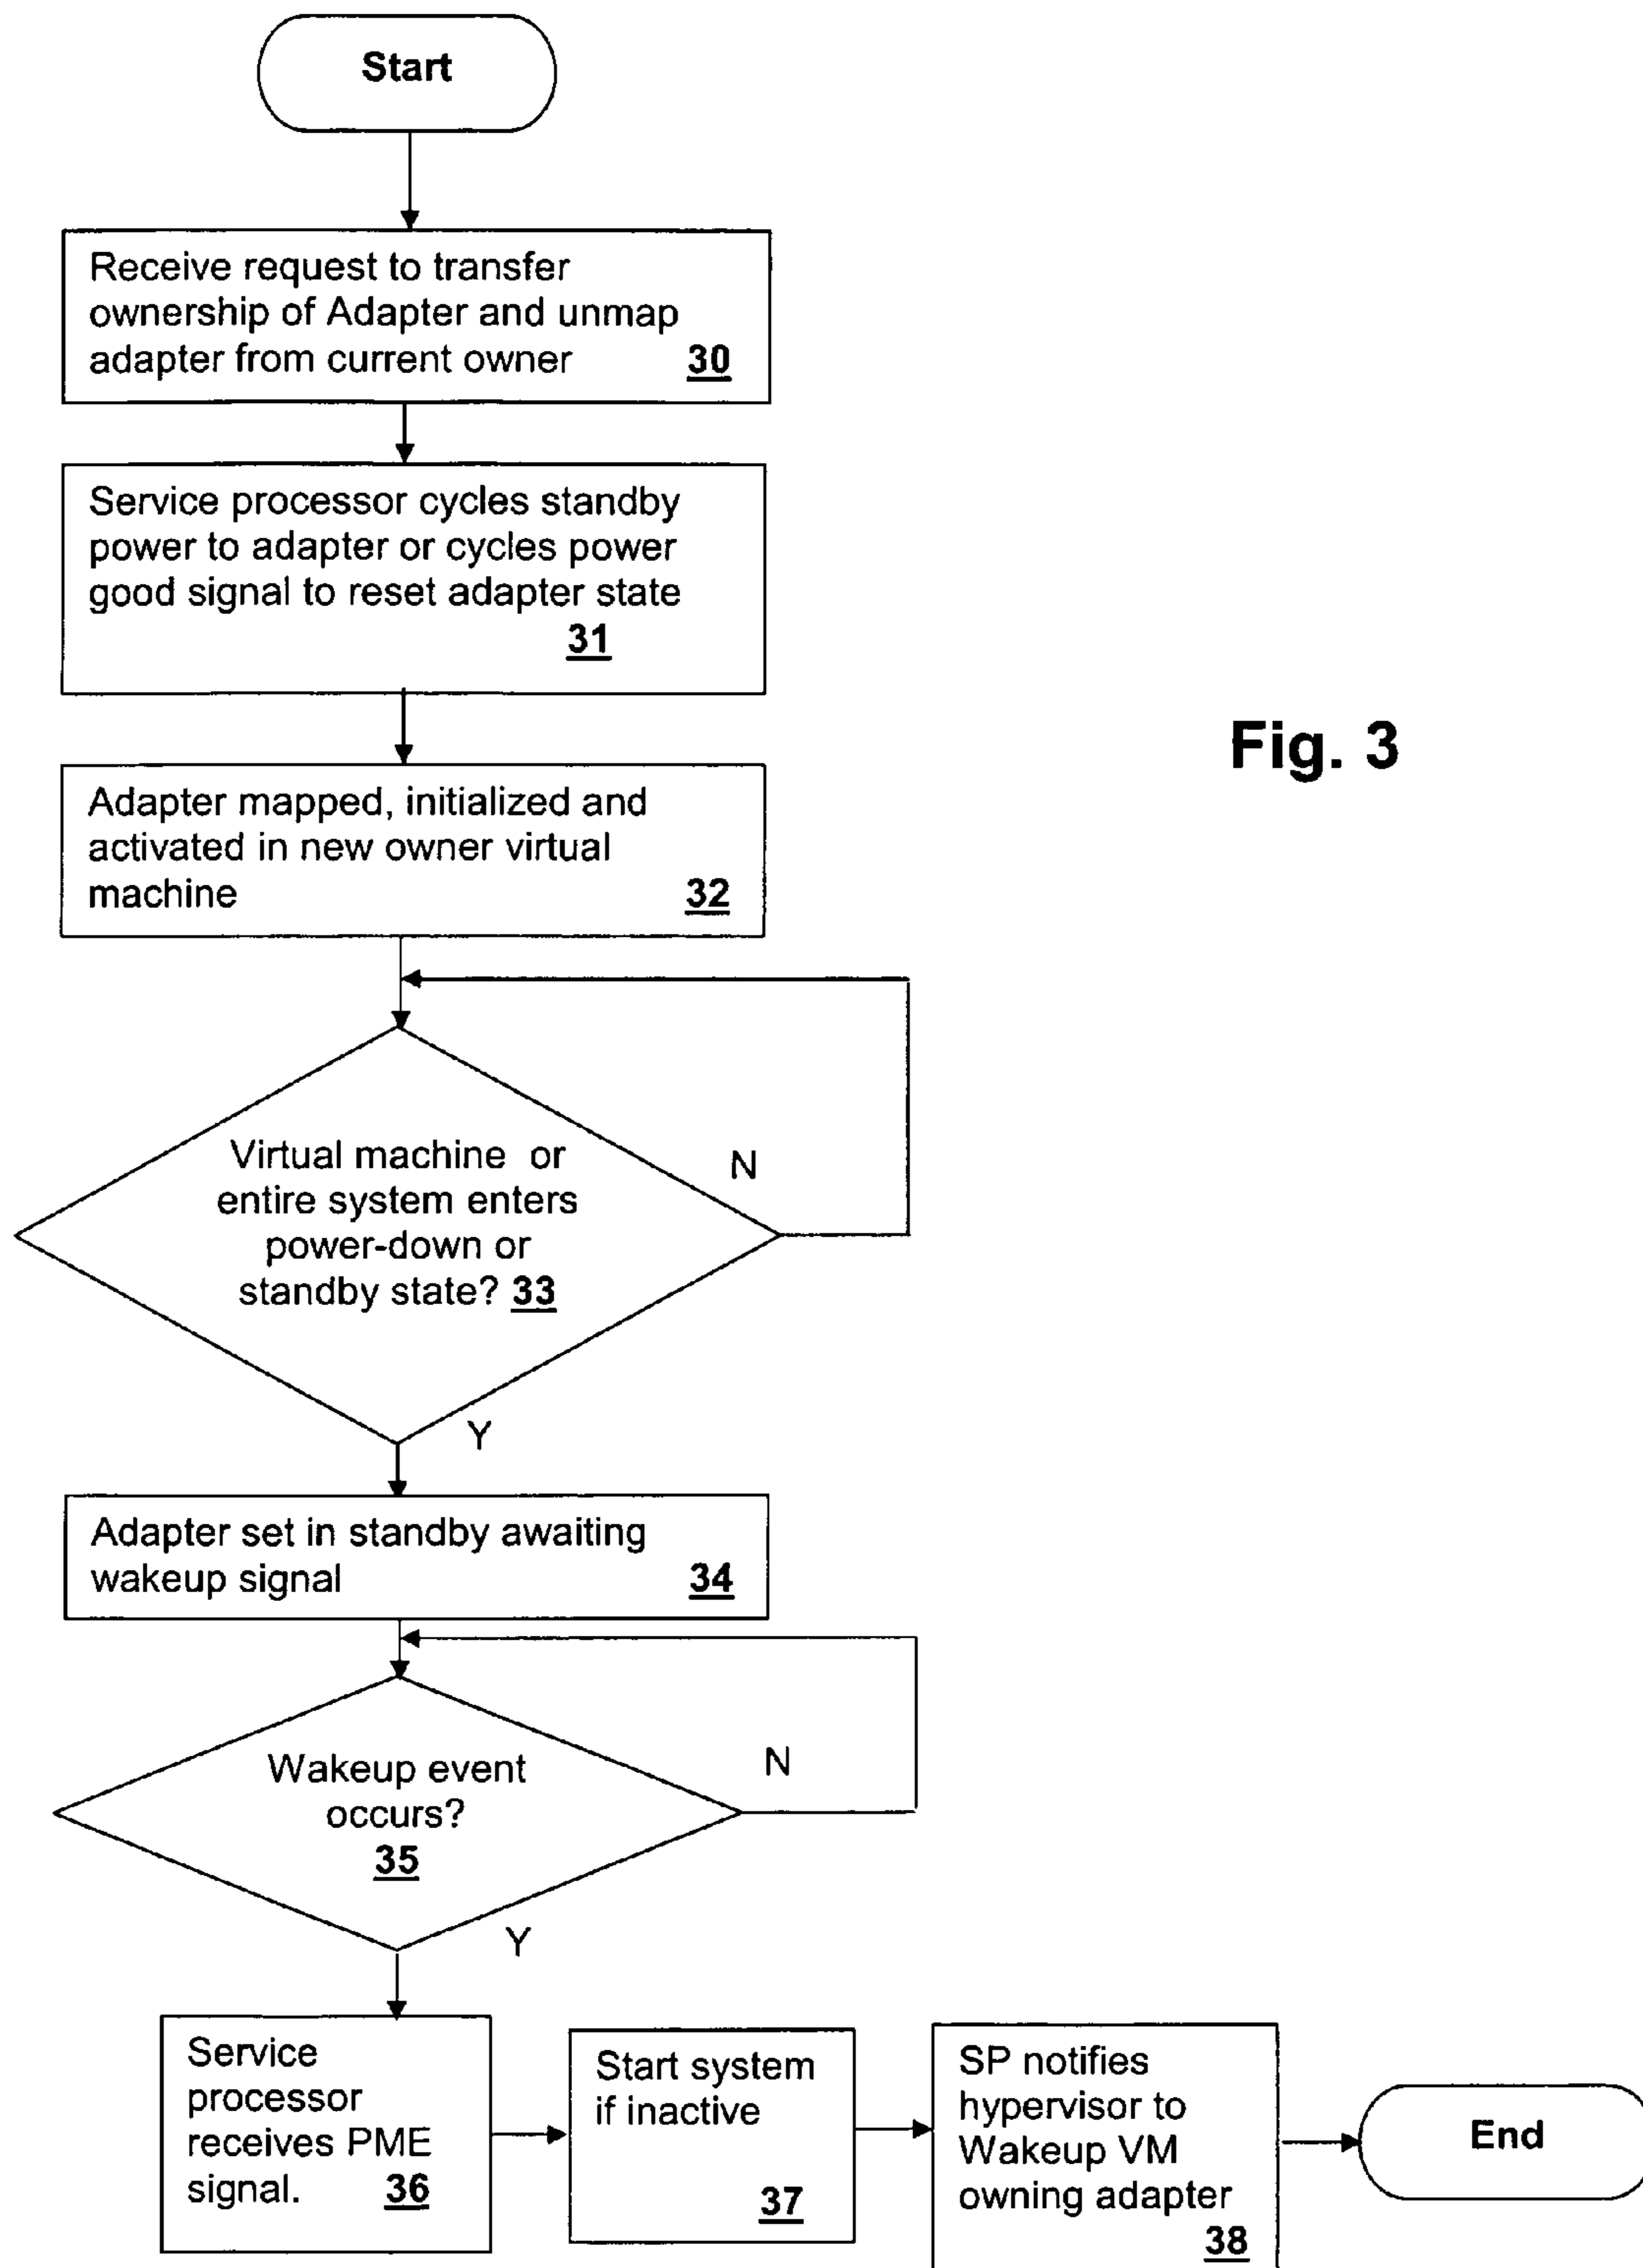 Start
Receive request to transfer
ownership of Adapter and unmap
adapter from current owner 30
Service processor cycles standby
power to adapter or cycles power
good signal to reset adapter state
31
Fig. 3
Adapter mapped, initialized and
activated in new owner virtual
machine 32
Virtual machine or
entire system enters
power-down or
standby state? 33
N
Y
Adapter set in standby awaiting
wakeup signal 34
Wakeup event
occurs?
35
N
Y
Service
processor
receives PME
signal. 36
Start system
if inactive
37
SP notifies
hypervisor to
Wakeup VM
owning adapter
38
End